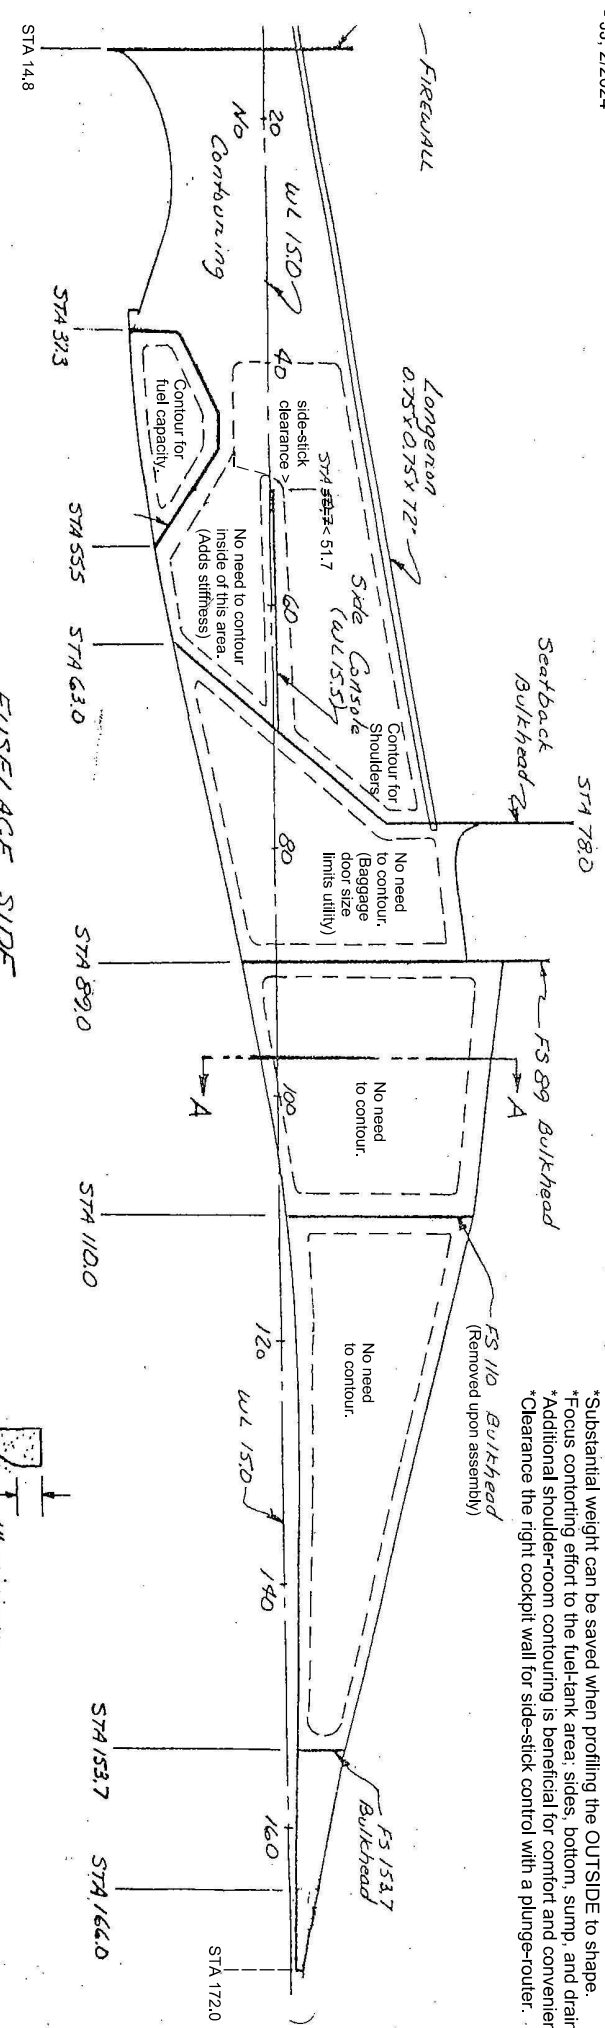 *Substantial weight can be saved when profiling the OUTSIDE to shape.
*Focus contorting effort to the fuel-tank area; sides, bottom, sump, and drain
*Additional shoulder-room contouring is beneficial for comfort and convenien
*Clearance the right cockpit wall for side-stick control with a plunge-router.
FIREWALL
Longeron
0.75 x 0.75 x 72"
Seatback
Bulkhead
STA 78.0
FS 89 Bulkhead
FS 110 Bulkhead
(Removed upon assembly)
FS 153.7
Bulkhead
No
Contouring
WL 15.0
20
40
60
80
100
120
140
160
side-stick
clearance >
STA < 51.7
Side Console
(WL 15.5)
Contour for
Shoulders
Contour for
fuel capacity.
No need to contour
inside of this area.
(Adds stiffness)
No need
to contour.
(Baggage
door size
limits utility)
No need
to contour.
No need
to contour.
A
A
WL 15.0
STA 14.8
STA 37.3
STA 55.5
STA 63.0
STA 89.0
STA 110.0
STA 153.7
STA 166.0
STA 172.0
FUSELAGE SIDE